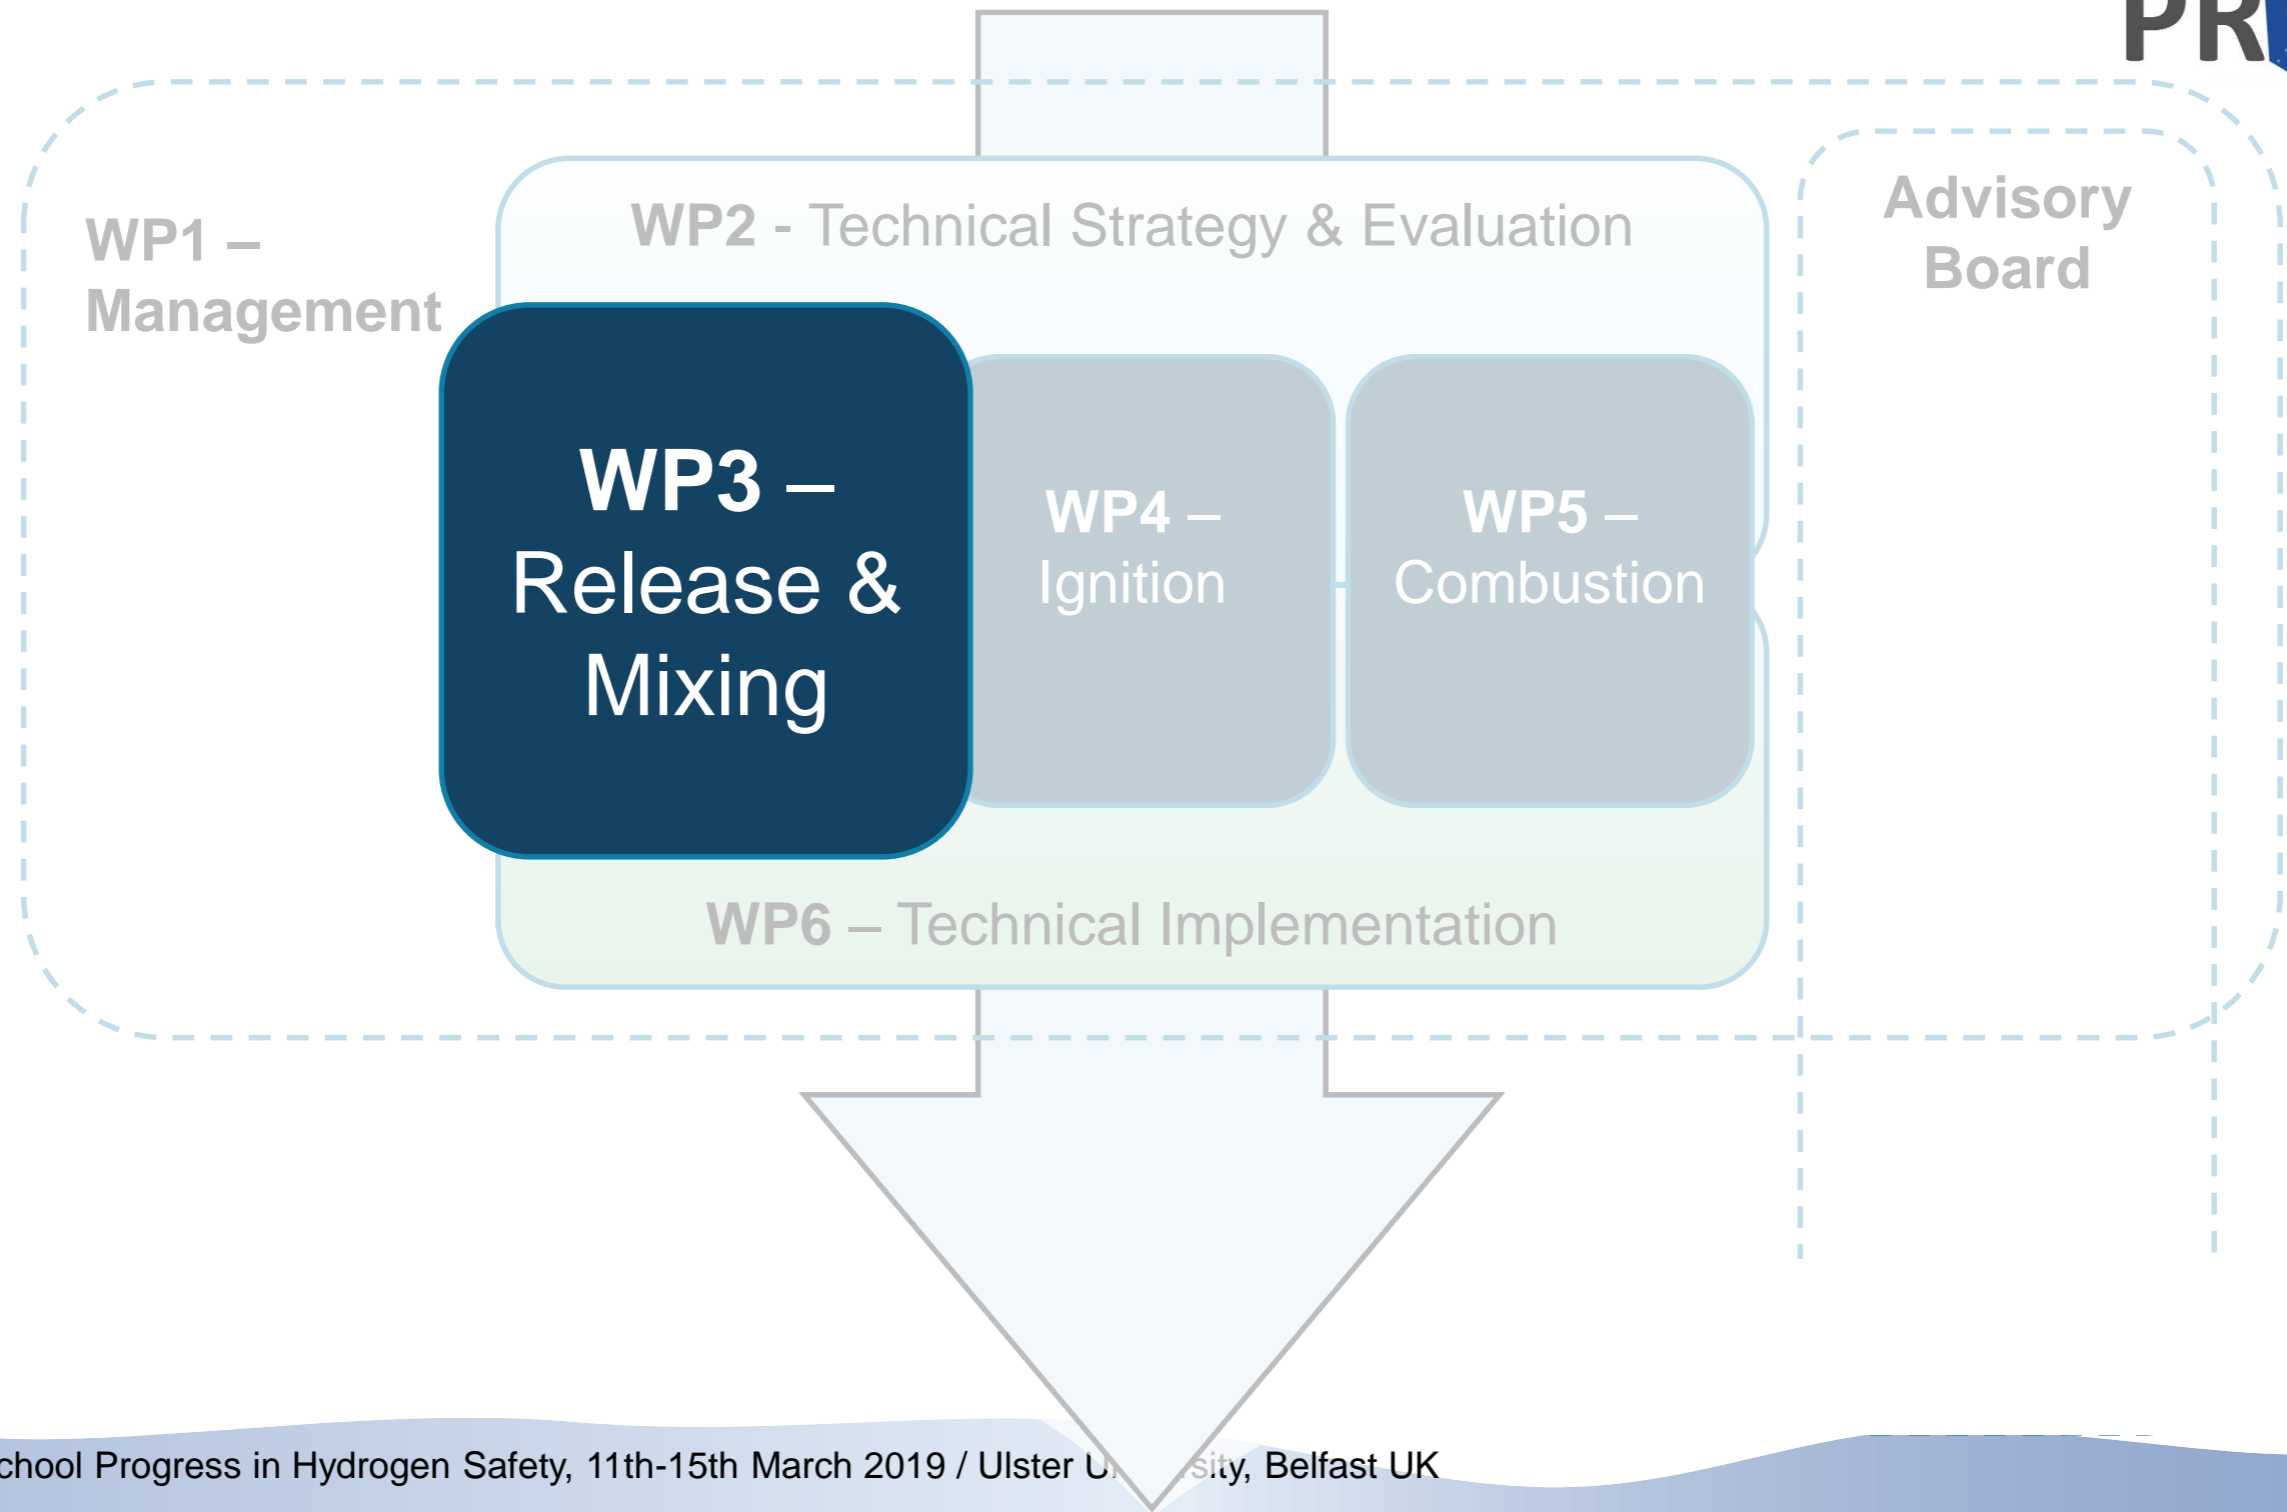 PR
WP1 –
Management
WP2 - Technical Strategy & Evaluation
Advisory
Board
WP3 –
Release &
Mixing
WP4 –
Ignition
WP5 –
Combustion
WP6 – Technical Implementation
chool Progress in Hydrogen Safety, 11th-15th March 2019 / Ulster U sity, Belfast UK